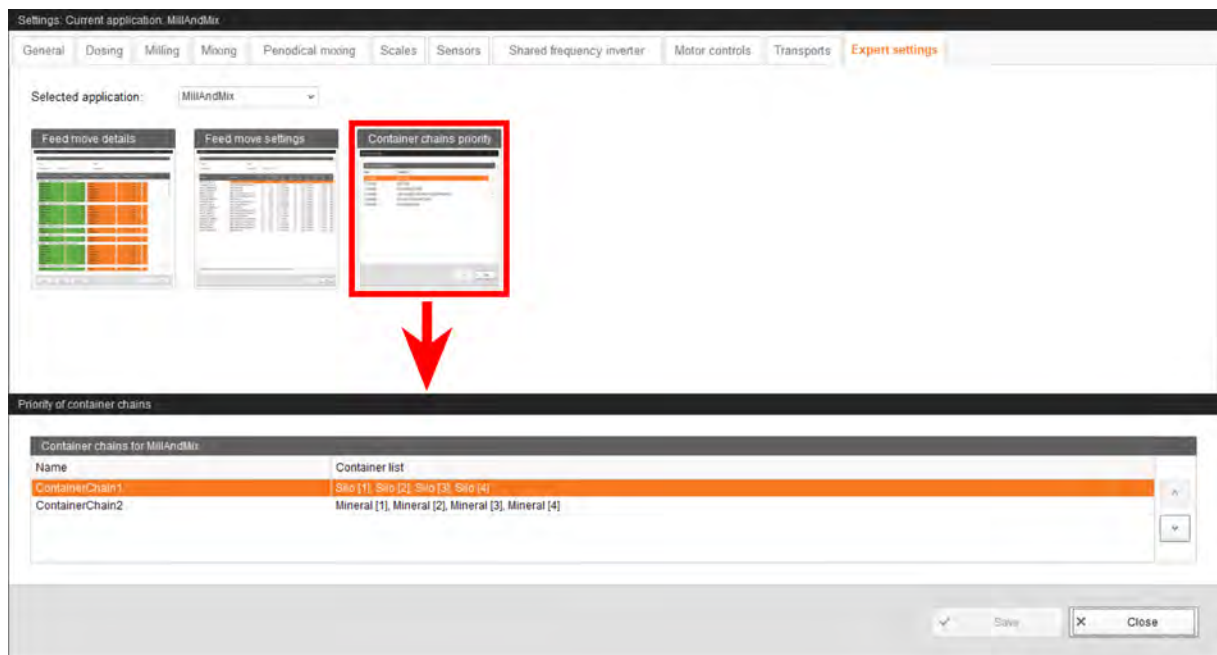 Settings: Current application: MillAndMix
General Dosing Milling Mixing Periodical mixing Scales Sensors Shared frequency inverter Motor controls Transports Expert settings
Selected application: MillAndMix
Feed move details Feed move settings Container chains priority
Priority of container chains
Container chains for MillAndMix
Name Container list
ContainerChain1 Silo [1], Silo [2], Silo [3], Silo [4]
ContainerChain2 Mineral [1], Mineral [2], Mineral [3], Mineral [4]
Save Close